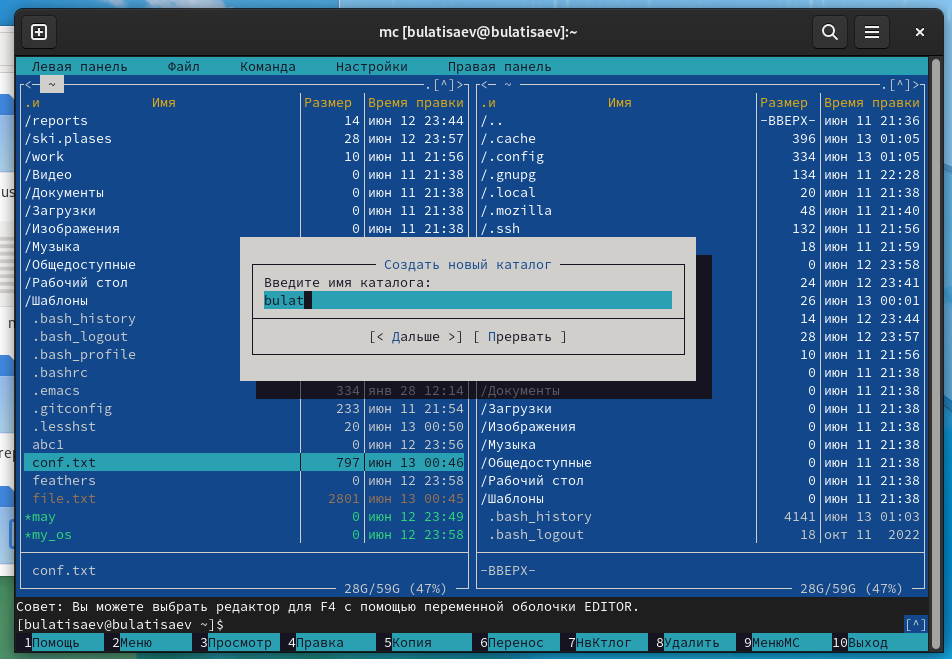 mc [bulatisaev@bulatisaev]:~
Левая панель Файл Команда Настройки Правая панель
<─ ~ ─.[^]>
<─ ~ ─.[^]>
.и Имя Размер Время правки .и Имя Размер Время правки
/reports 14 июн 12 23:44 /.. -ВВЕРХ- июн 11 21:36
/ski.plases 28 июн 12 23:57 /.cache 396 июн 13 01:05
/work 10 июн 11 21:56 /.config 334 июн 13 01:05
/Видео 0 июн 11 21:38 /.gnupg 134 июн 11 22:28
/Документы 0 июн 11 21:38 /.local 20 июн 11 21:38
/Загрузки 0 июн 11 21:38 /.mozilla 48 июн 11 21:40
/Изображения 0 июн 11 21:38 /.ssh 132 июн 11 21:56
/Музыка 18 июн 11 21:59
/Общедоступные 0 июн 12 23:58
/Рабочий стол 24 июн 12 23:41
/Шаблоны 26 июн 13 00:01
.bash_history 14 июн 12 23:44
.bash_logout 28 июн 12 23:57
.bash_profile 10 июн 11 21:56
.bashrc 0 июн 11 21:38
.emacs 334 янв 28 12:14 /Документы 0 июн 11 21:38
.gitconfig 233 июн 11 21:54 /Загрузки 0 июн 11 21:38
.lesshst 20 июн 13 00:50 /Изображения 0 июн 11 21:38
abc1 0 июн 12 23:56 /Музыка 0 июн 11 21:38
conf.txt 797 июн 13 00:46 /Общедоступные 0 июн 11 21:38
feathers 0 июн 12 23:58 /Рабочий стол 0 июн 11 21:38
file.txt 2801 июн 13 00:45 /Шаблоны 0 июн 11 21:38
*may 0 июн 12 23:49 .bash_history 4141 июн 13 01:03
*my_os 0 июн 12 23:58 .bash_logout 18 окт 11 2022
Создать новый каталог
Введите имя каталога:
bulat
[< Дальше >] [ Прервать ]
conf.txt -ВВЕРХ-
28G/59G (47%) 28G/59G (47%)
Совет: Вы можете выбрать редактор для F4 с помощью переменной оболочки EDITOR.
[bulatisaev@bulatisaev ~]$ [^]
1Помощь 2Меню 3Просмотр 4Правка 5Копия 6Перенос 7НвКтлог 8Удалить 9МенюМС 10Выход